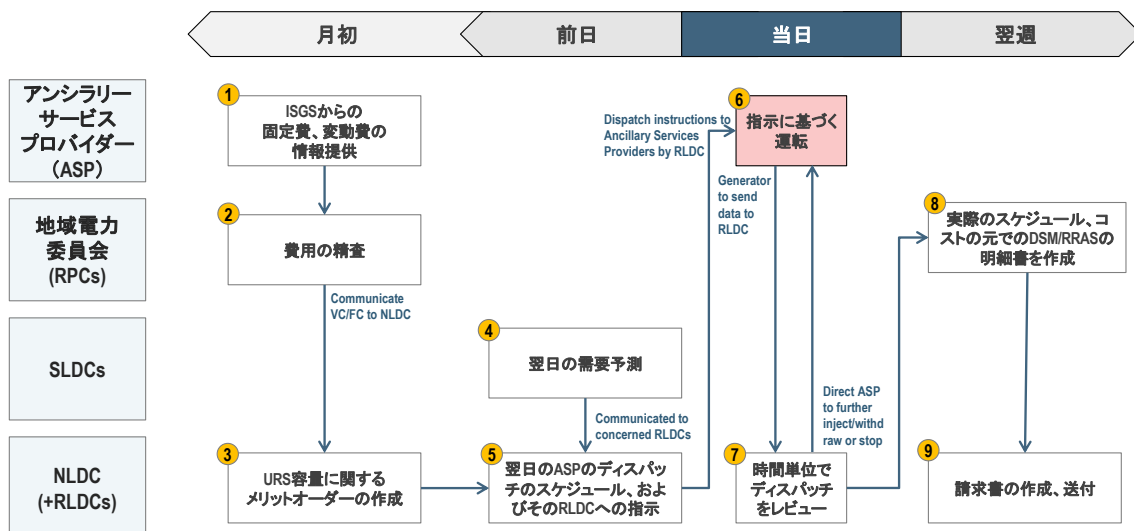 月初
前日
当日
翌週
アンシラリー
サービス
プロバイダー
（ASP）
1
ISGSからの
固定費、変動費の
情報提供
Dispatch instructions to
Ancillary Services
Providers by RLDC
6
指示に基づく
運転
Generator
to send
data to
RLDC
地域電力
委員会
(RPCs)
2
費用の精査
Communicate
VC/FC to NLDC
8
実際のスケジュール、コ
ストの元でのDSM/RRASの
明細書を作成
SLDCs
4
翌日の需要予測
Communicated to
concerned RLDCs
Direct ASP
to further
inject/withd
raw or stop
NLDC
(+RLDCs)
3
URS容量に関する
メリットオーダーの作成
5
翌日のASPのディスパッ
チのスケジュール、およ
びそのRLDCへの指示
7
時間単位で
ディスパッチ
をレビュー
9
請求書の作成、送付